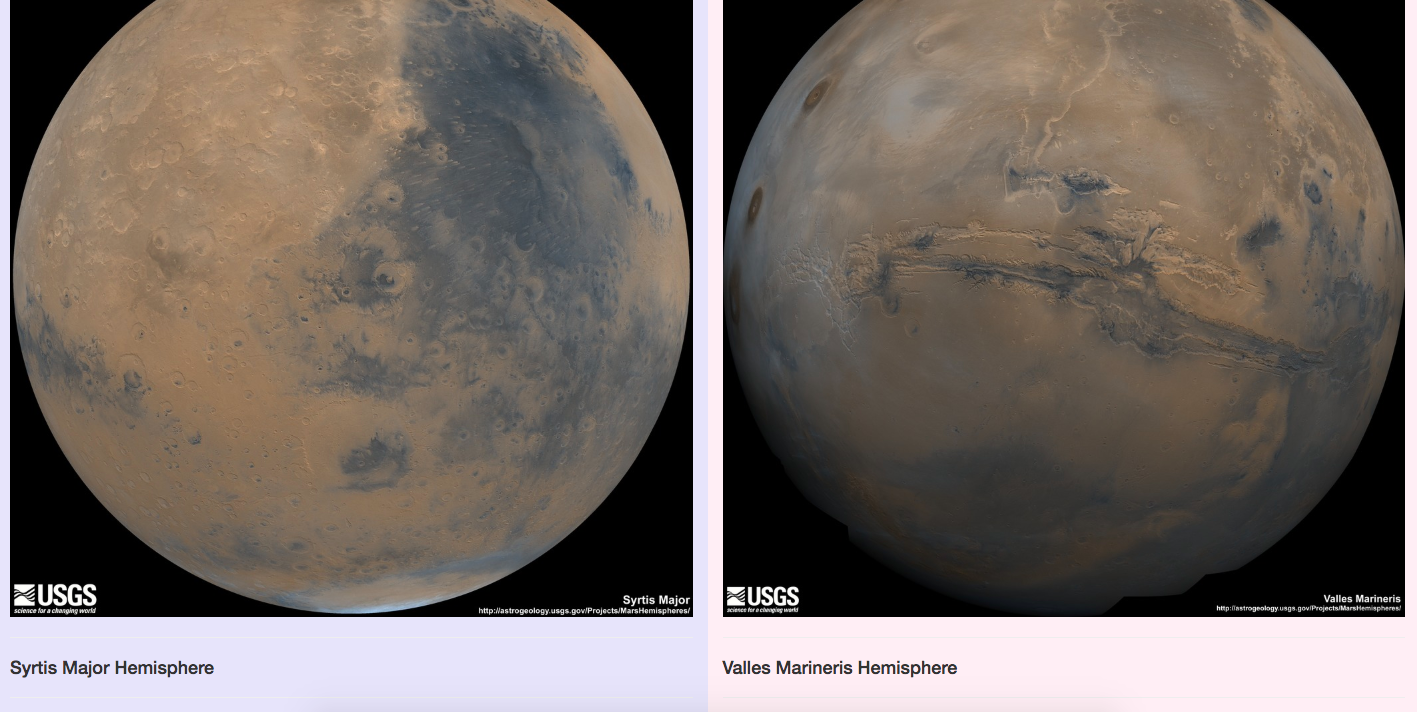 USGS
science for a changing world
Syrtis Major
http://astrogeology.usgs.gov/Projects/MarsHemispheres/
USGS
science for a changing world
Valles Marineris
http://astrogeology.usgs.gov/Projects/MarsHemispheres/
Syrtis Major Hemisphere
Valles Marineris Hemisphere